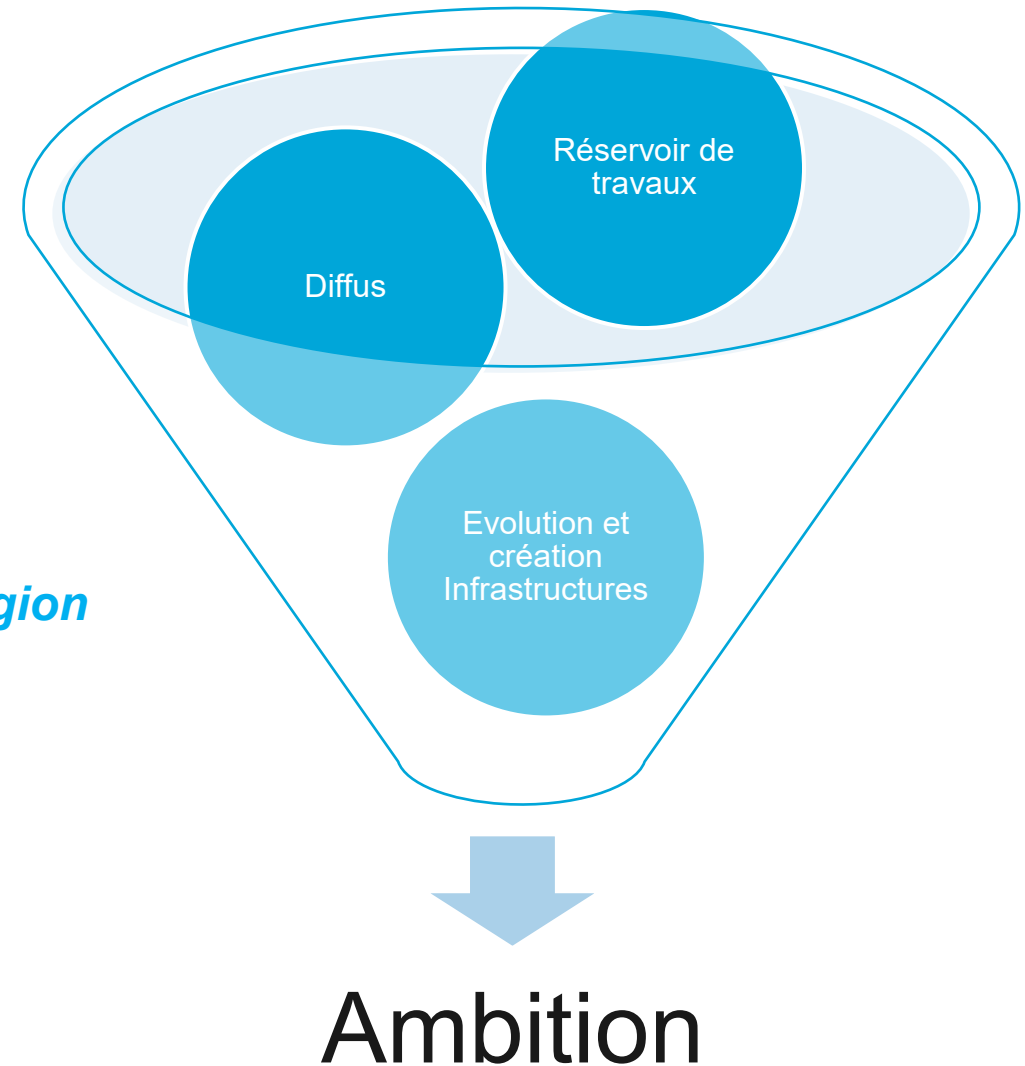 Réservoir de
travaux
Diffus
Evolution et
création
Infrastructures
gion
Ambition